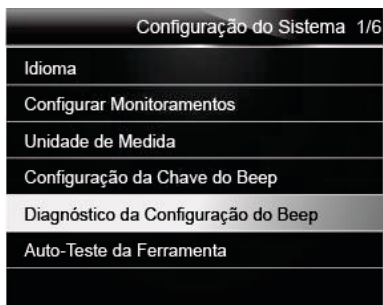 Configuração do Sistema 1/6
Idioma
Configurar Monitoramentos
Unidade de Medida
Configuração da Chave do Beep
Diagnóstico da Configuração do Beep
Auto-Teste da Ferramenta